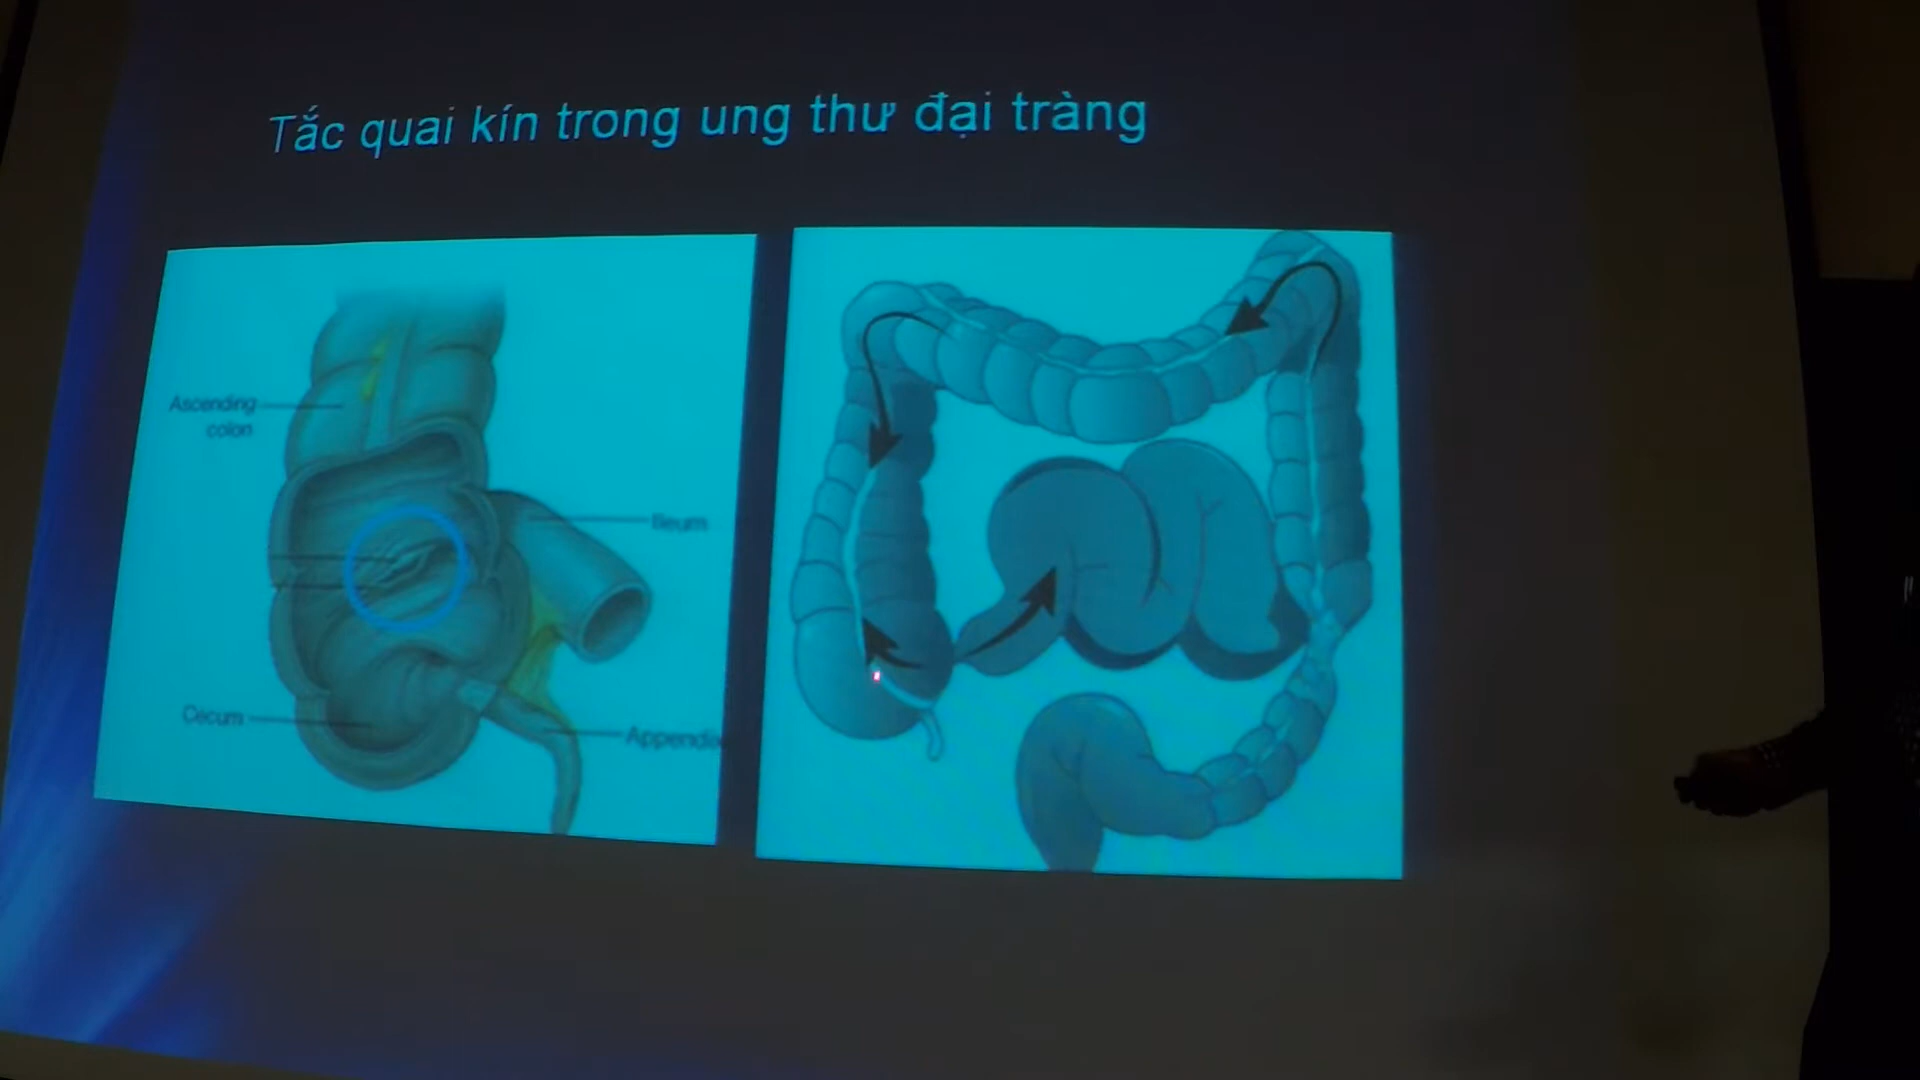 Tắc quai kín trong ung thư đại tràng
Ascending
colon
Ileum
Cecum
Appendix